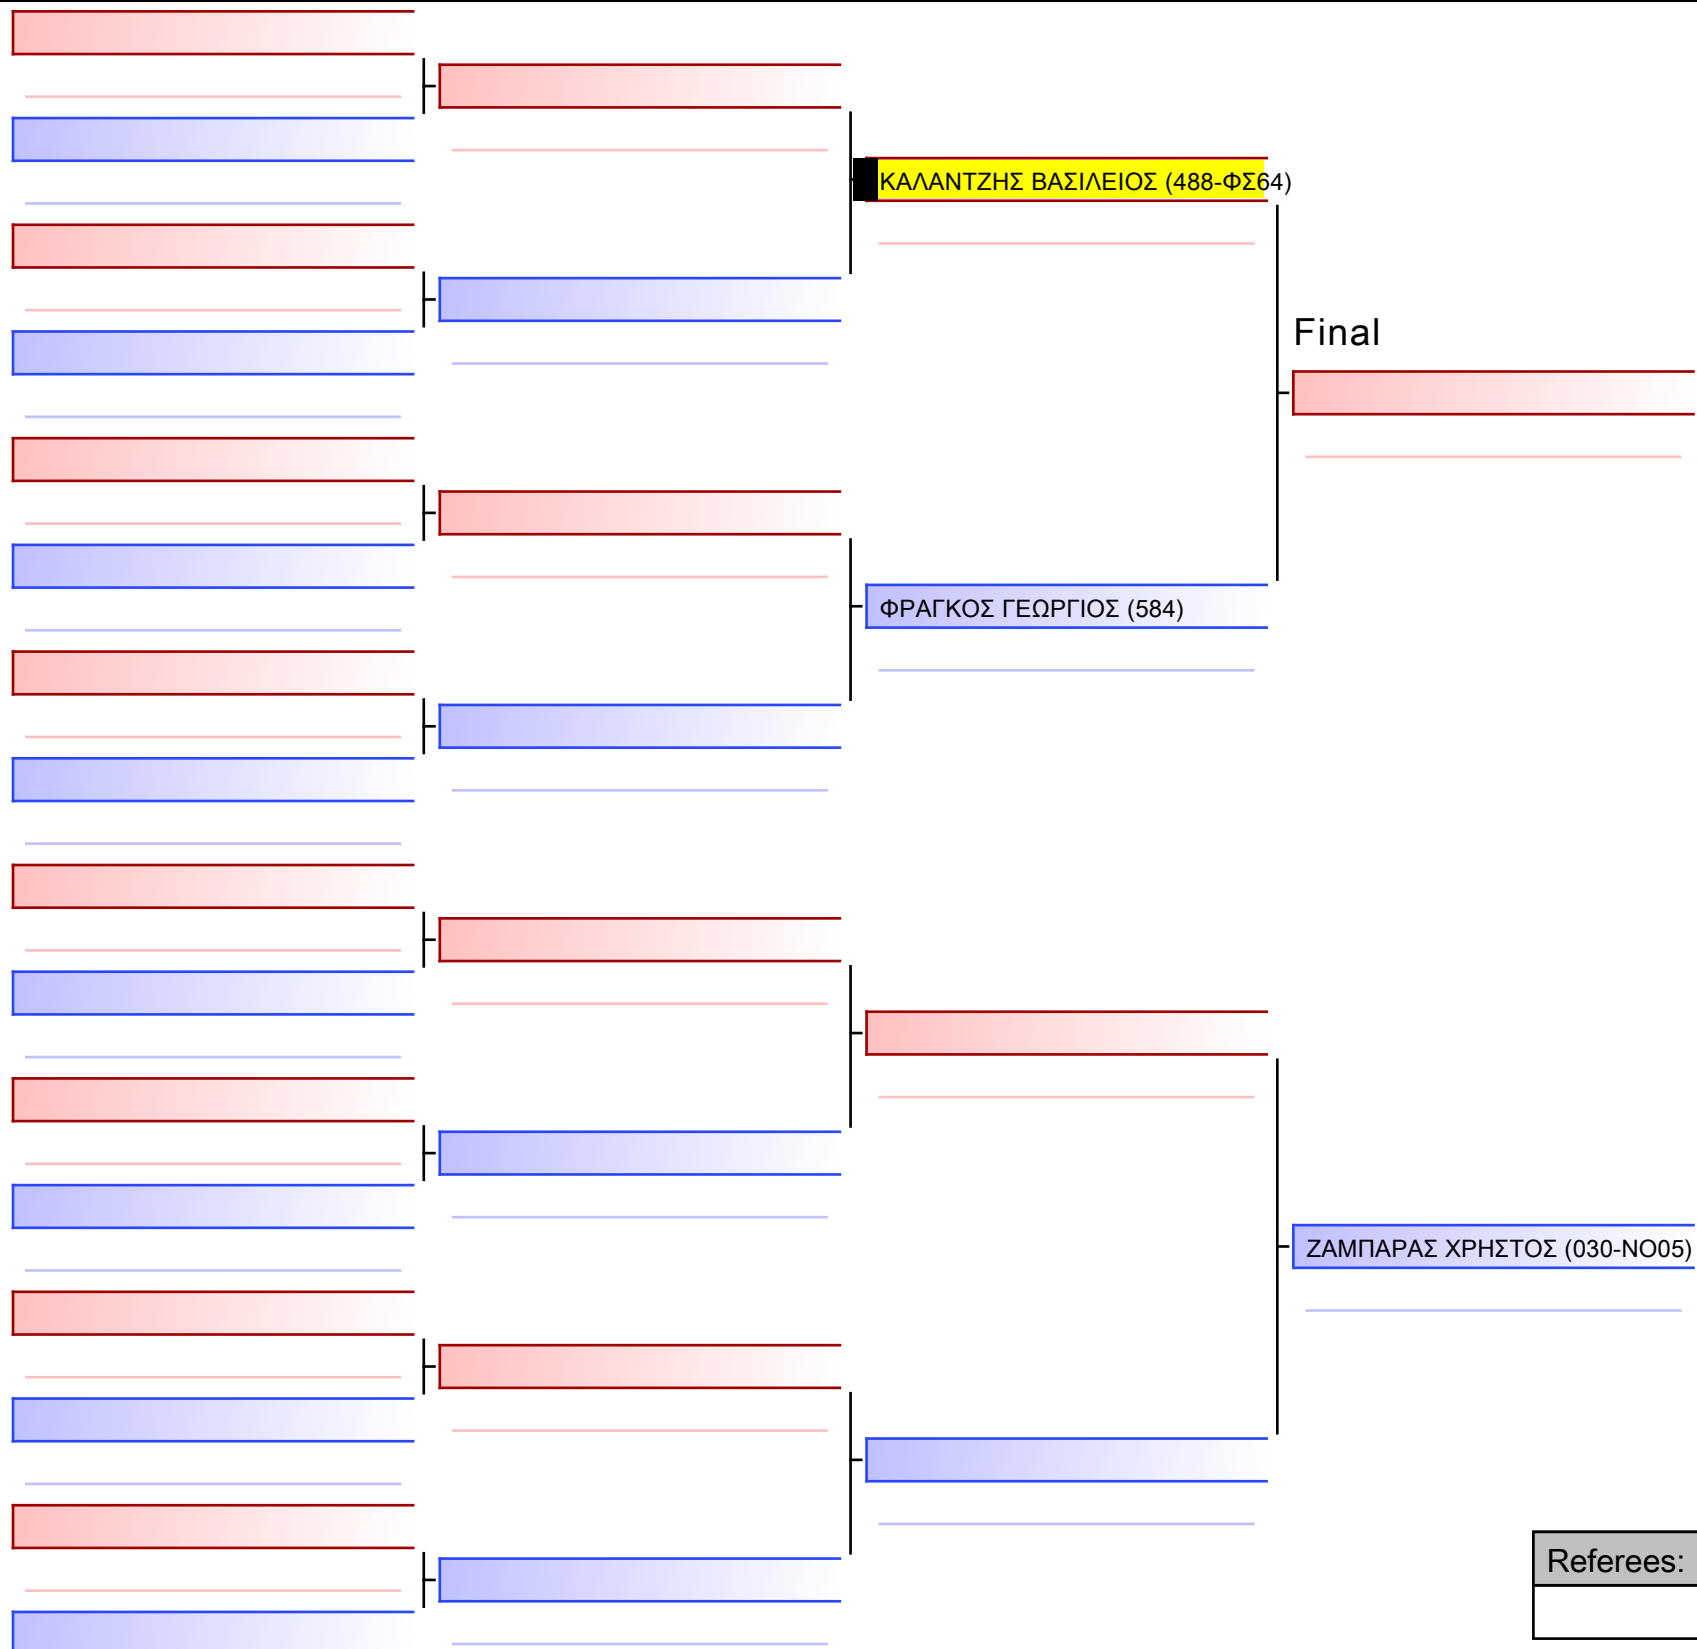 ΚΑΛΑΝΤΖΗΣ ΒΑΣΙΛΕΙΟΣ (488-ΦΣ64)
Final
ΦΡΑΓΚΟΣ ΓΕΩΡΓΙΟΣ (584)
ΖΑΜΠΑΡΑΣ ΧΡΗΣΤΟΣ (030-ΝΟ05)
Referees: